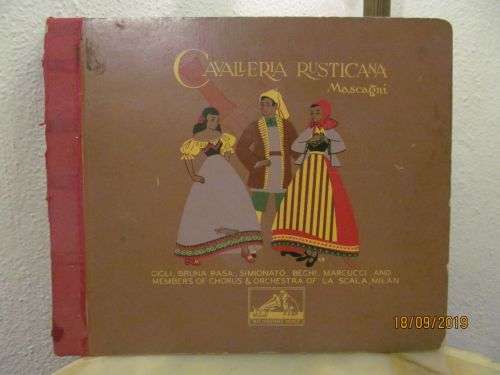 CAVALLERIA RUSTICANA
Mascagni
GIGLI, BRUNA RASA, SIMIONATO, BECHI, MARCUCCI AND
MEMBERS OF CHORUS & ORCHESTRA OF LA SCALA, MILAN
18/09/2019